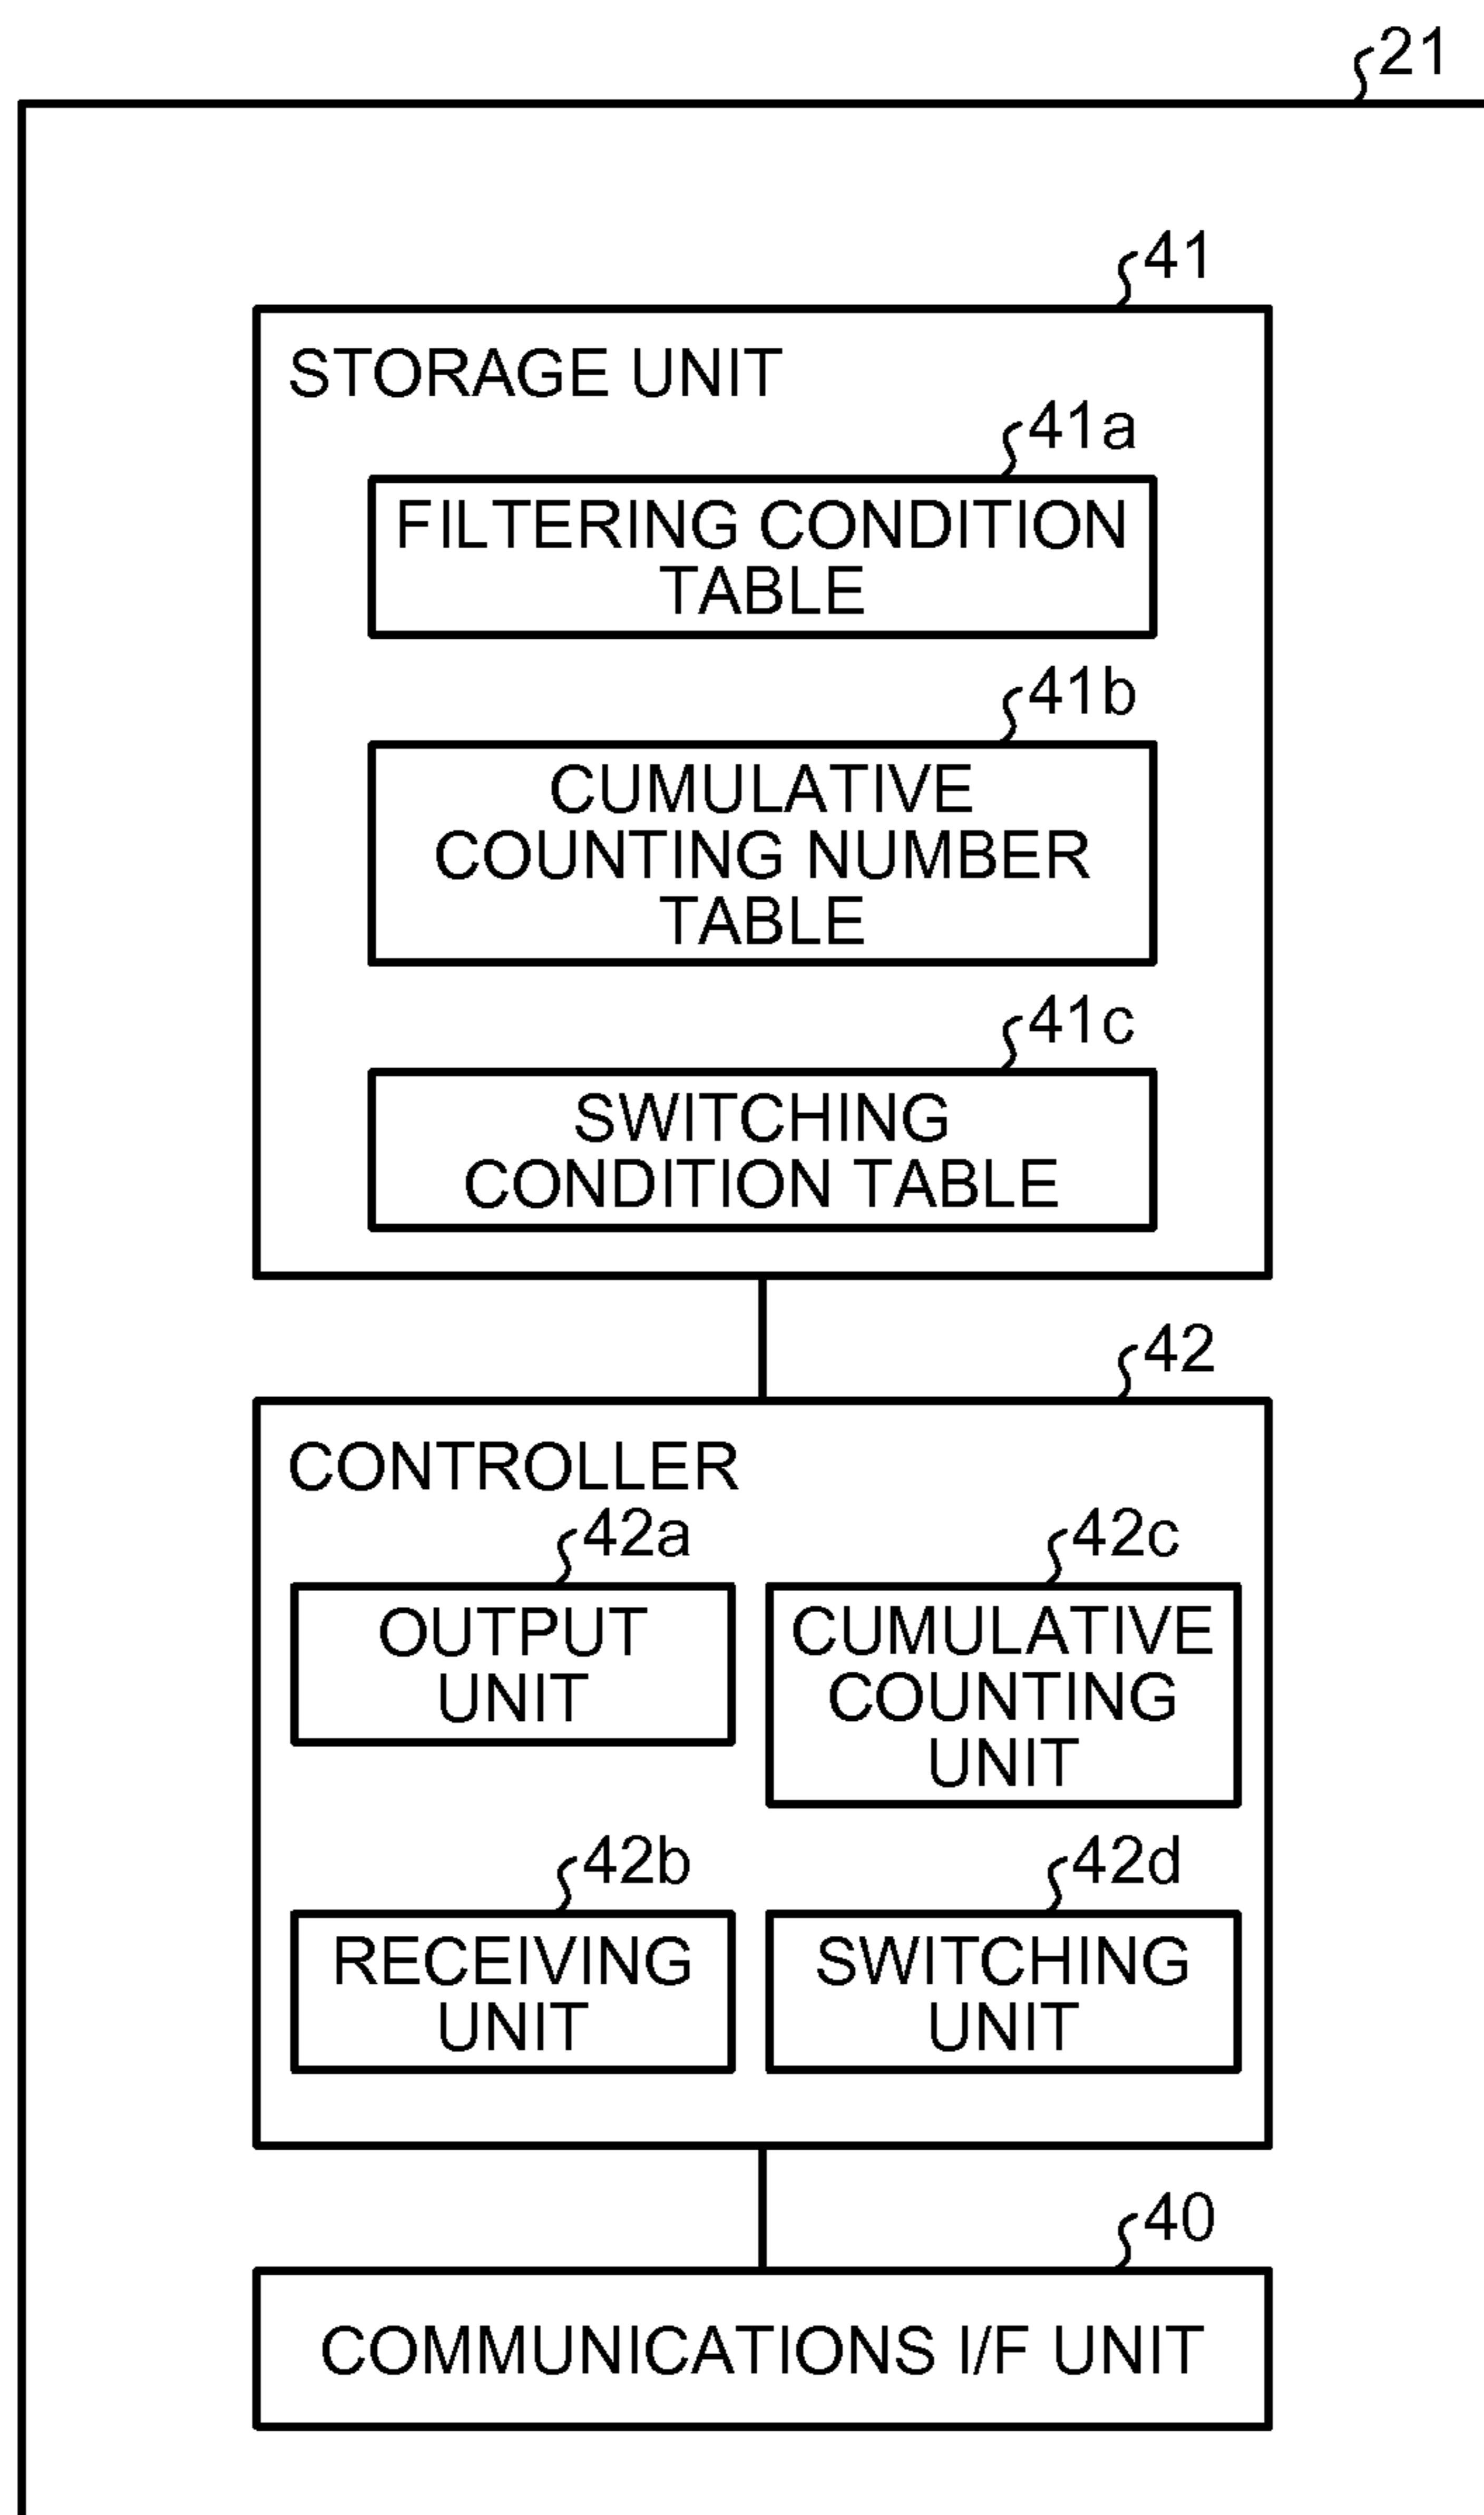 21
41
STORAGE UNIT
41a
FILTERING CONDITION
TABLE
41b
CUMULATIVE
COUNTING NUMBER
TABLE
41c
SWITCHING
CONDITION TABLE
42
CONTROLLER
42a
OUTPUT
UNIT
42c
CUMULATIVE
COUNTING
UNIT
42b
RECEIVING
UNIT
42d
SWITCHING
UNIT
40
COMMUNICATIONS I/F UNIT